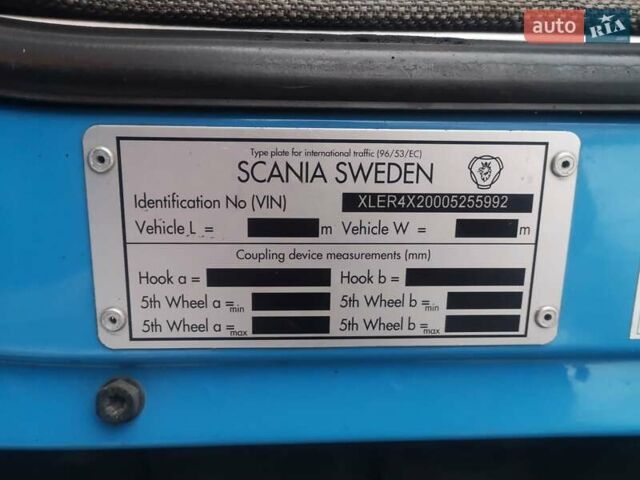 auto RIA
Type plate for international traffic (96/53/EC)
SCANIA SWEDEN
Identification No (VIN) XLER4X20005255992
Vehicle L = m Vehicle W = m
Coupling device measurements (mm)
Hook a = Hook b =
5th Wheel a =min 5th Wheel b =min
5th Wheel a =max 5th Wheel b =max